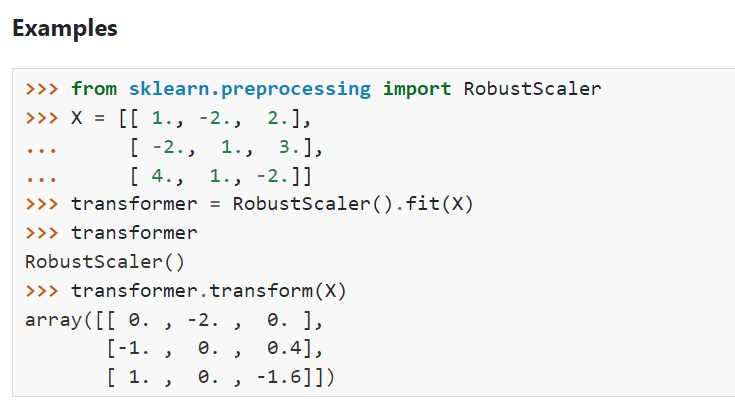 Examples
>>> from sklearn.preprocessing import RobustScaler
>>> X = [[ 1., -2.,  2.],
...      [ -2.,  1.,  3.],
...      [ 4.,  1., -2.]]
>>> transformer = RobustScaler().fit(X)
>>> transformer
RobustScaler()
>>> transformer.transform(X)
array([[ 0. , -2. ,  0. ],
       [-1. ,  0. ,  0.4],
       [ 1. ,  0. , -1.6]])